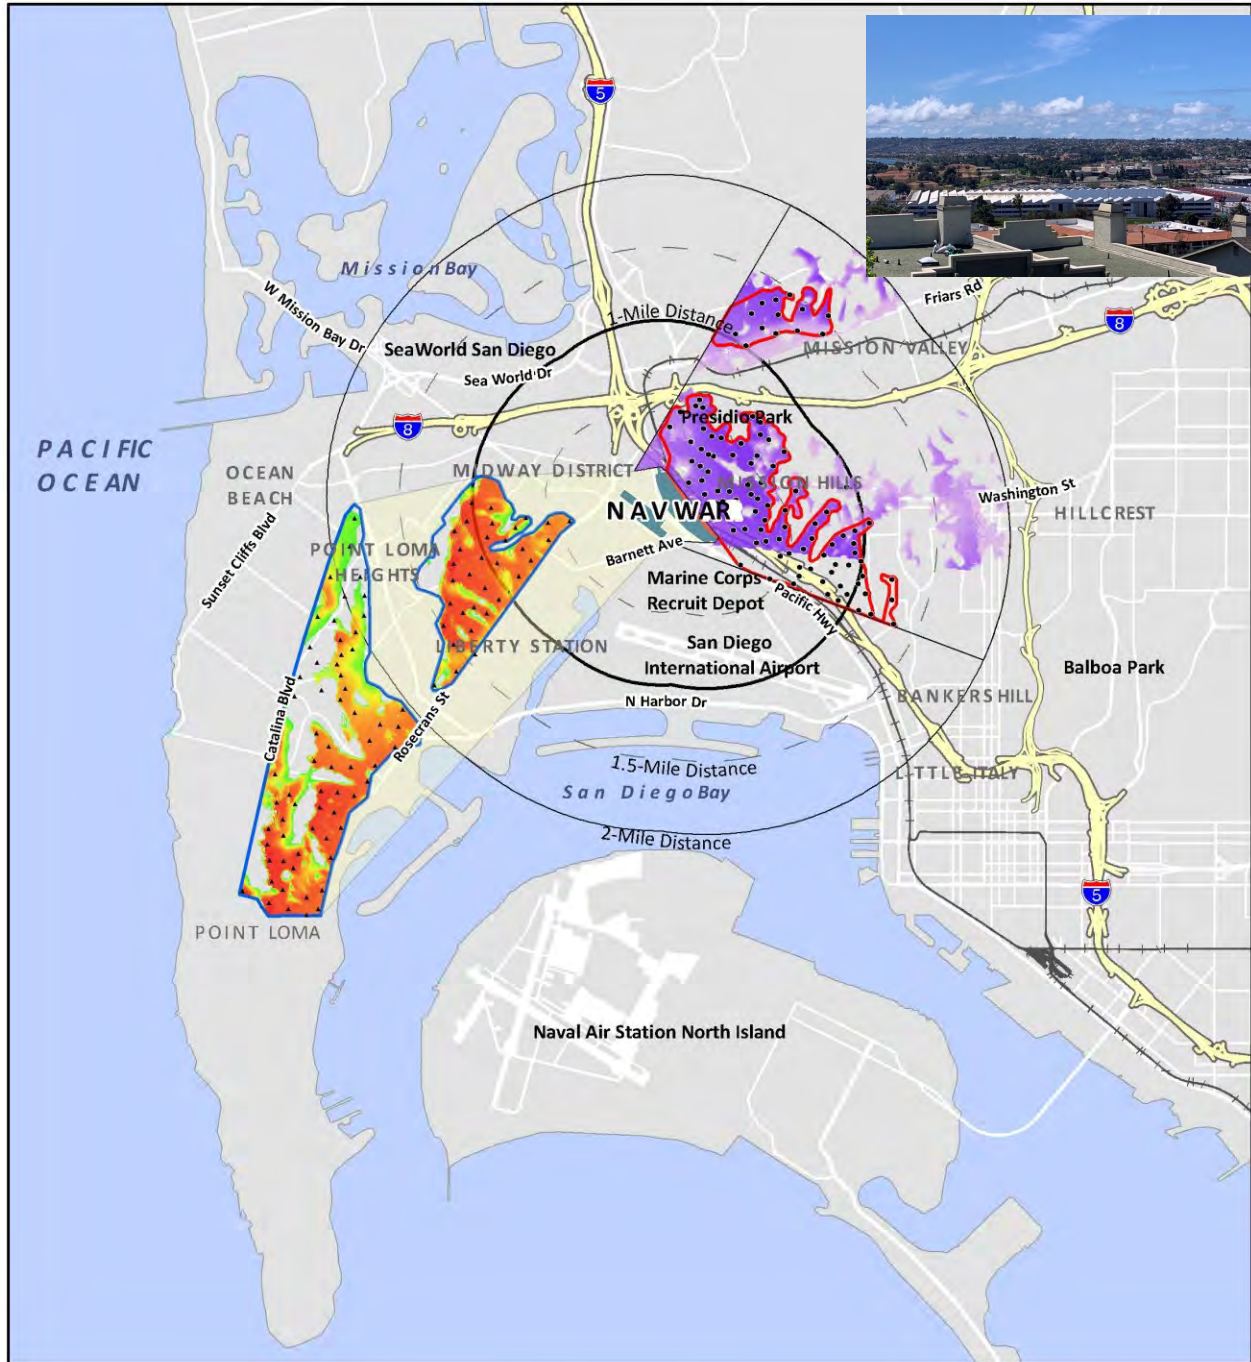 5
Friars Rd
8
Mission Bay
W Mission Bay Dr
1-Mile Distance
MISSION VALLEY
SeaWorld San Diego
Sea World Dr
8
Presidio Park
PACIFIC
OCEAN
OCEAN
BEACH
MIDWAY DISTRICT
MISSION HILLS
Washington St
HILLCREST
NAVWAR
Sunset Cliffs Blvd
POINT LOMA
HEIGHTS
Barnett Ave
Marine Corps
Recruit Depot
Pacific Hwy
LIBERTY STATION
San Diego
International Airport
Balboa Park
Catalina Blvd
Rosecrans St
N Harbor Dr
BANKERS HILL
1.5-Mile Distance
San Diego Bay
LITTLE ITALY
2-Mile Distance
5
POINT LOMA
Naval Air Station North Island